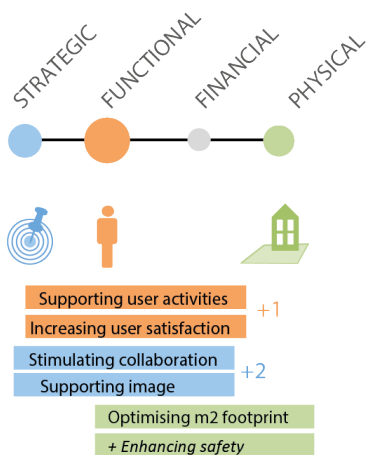 STRATEGIC
FUNCTIONAL
FINANCIAL
PHYSICAL
Supporting user activities
+1
Increasing user satisfaction
Stimulating collaboration
+2
Supporting image
Optimising m2 footprint
+ Enhancing safety